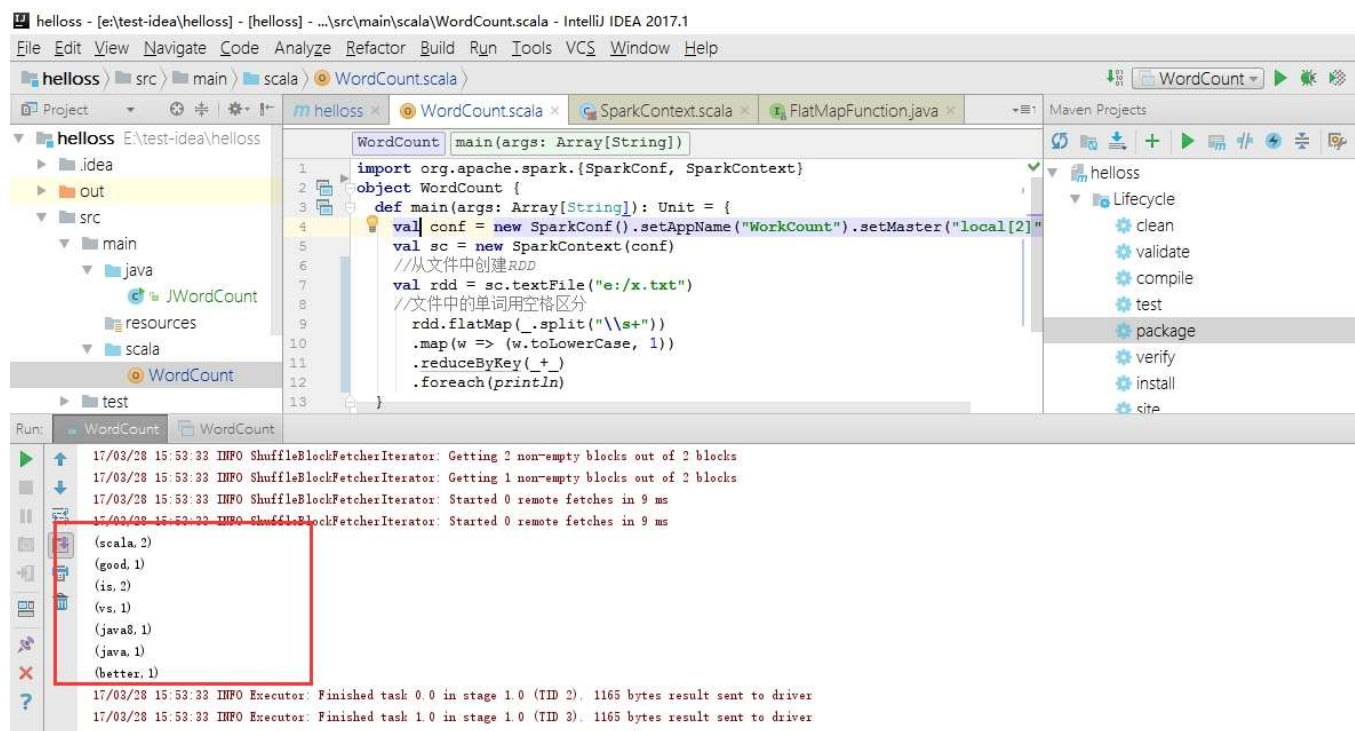 helloss - [e:\test-idea\helloss] - [helloss] - ...\src\main\scala\WordCount.scala - IntelliJ IDEA 2017.1
File Edit View Navigate Code Analyze Refactor Build Run Tools VCS Window Help
helloss src main scala WordCount.scala WordCount
Project helloss WordCount.scala SparkContext.scala FlatMapFunction.java Maven Projects
helloss E:\test-idea\helloss
.idea
out
src
main
java
JWordCount
resources
scala
WordCount
test
WordCount main(args: Array[String])
1 import org.apache.spark.{SparkConf, SparkContext}
2 object WordCount {
3 def main(args: Array[String]): Unit = {
4 val conf = new SparkConf().setAppName("WorkCount").setMaster("local[2]"
5 val sc = new SparkContext(conf)
6 //从文件中创建RDD
7 val rdd = sc.textFile("e:/x.txt")
8 //文件中的单词用空格区分
9 rdd.flatMap(_.split("\\s+"))
10 .map(w => (w.toLowerCase, 1))
11 .reduceByKey(_+_)
12 .foreach(println)
13 }
helloss
Lifecycle
clean
validate
compile
test
package
verify
install
site
Run: WordCount WordCount
17/03/28 15:53:33 INFO ShuffleBlockFetcherIterator: Getting 2 non-empty blocks out of 2 blocks
17/03/28 15:53:33 INFO ShuffleBlockFetcherIterator: Getting 1 non-empty blocks out of 2 blocks
17/03/28 15:53:33 INFO ShuffleBlockFetcherIterator: Started 0 remote fetches in 9 ms
17/03/28 15:53:33 INFO ShuffleBlockFetcherIterator: Started 0 remote fetches in 9 ms
(scala,2)
(good,1)
(is,2)
(vs,1)
(java8,1)
(java,1)
(better,1)
17/03/28 15:53:33 INFO Executor: Finished task 0.0 in stage 1.0 (TID 2). 1165 bytes result sent to driver
17/03/28 15:53:33 INFO Executor: Finished task 1.0 in stage 1.0 (TID 3). 1165 bytes result sent to driver